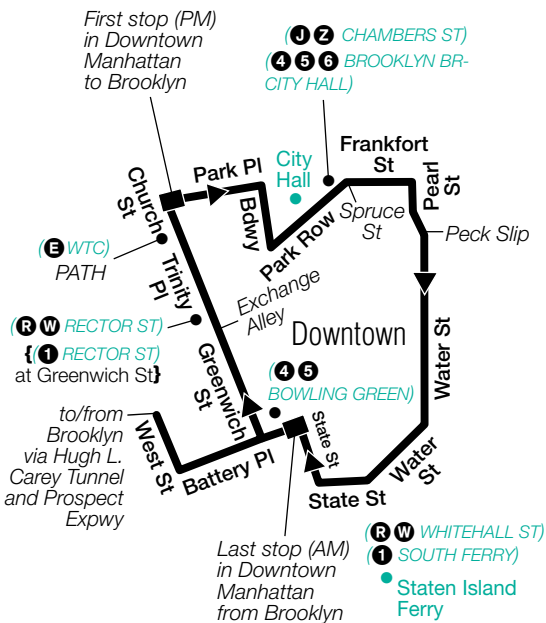 First stop (PM)
in Downtown
Manhattan
to Brooklyn
(J Z CHAMBERS ST)
(4 5 6 BROOKLYN BR-
CITY HALL)
Frankfort
St
Park Pl
City
Hall
Pearl
St
Church
St
Bdwy
Park Row
Spruce
St
Peck Slip
(E WTC)
PATH
Trinity
Pl
Exchange
Alley
Downtown
(R W RECTOR ST)
{(1 RECTOR ST)
at Greenwich St}
Greenwich
St
(4 5
BOWLING GREEN)
Water St
to/from
Brooklyn
via Hugh L.
Carey Tunnel
and Prospect
Expwy
West St
Battery Pl
State St
Water
St
State St
Last stop (AM)
in Downtown
Manhattan
from Brooklyn
(R W WHITEHALL ST)
(1 SOUTH FERRY)
Staten Island
Ferry